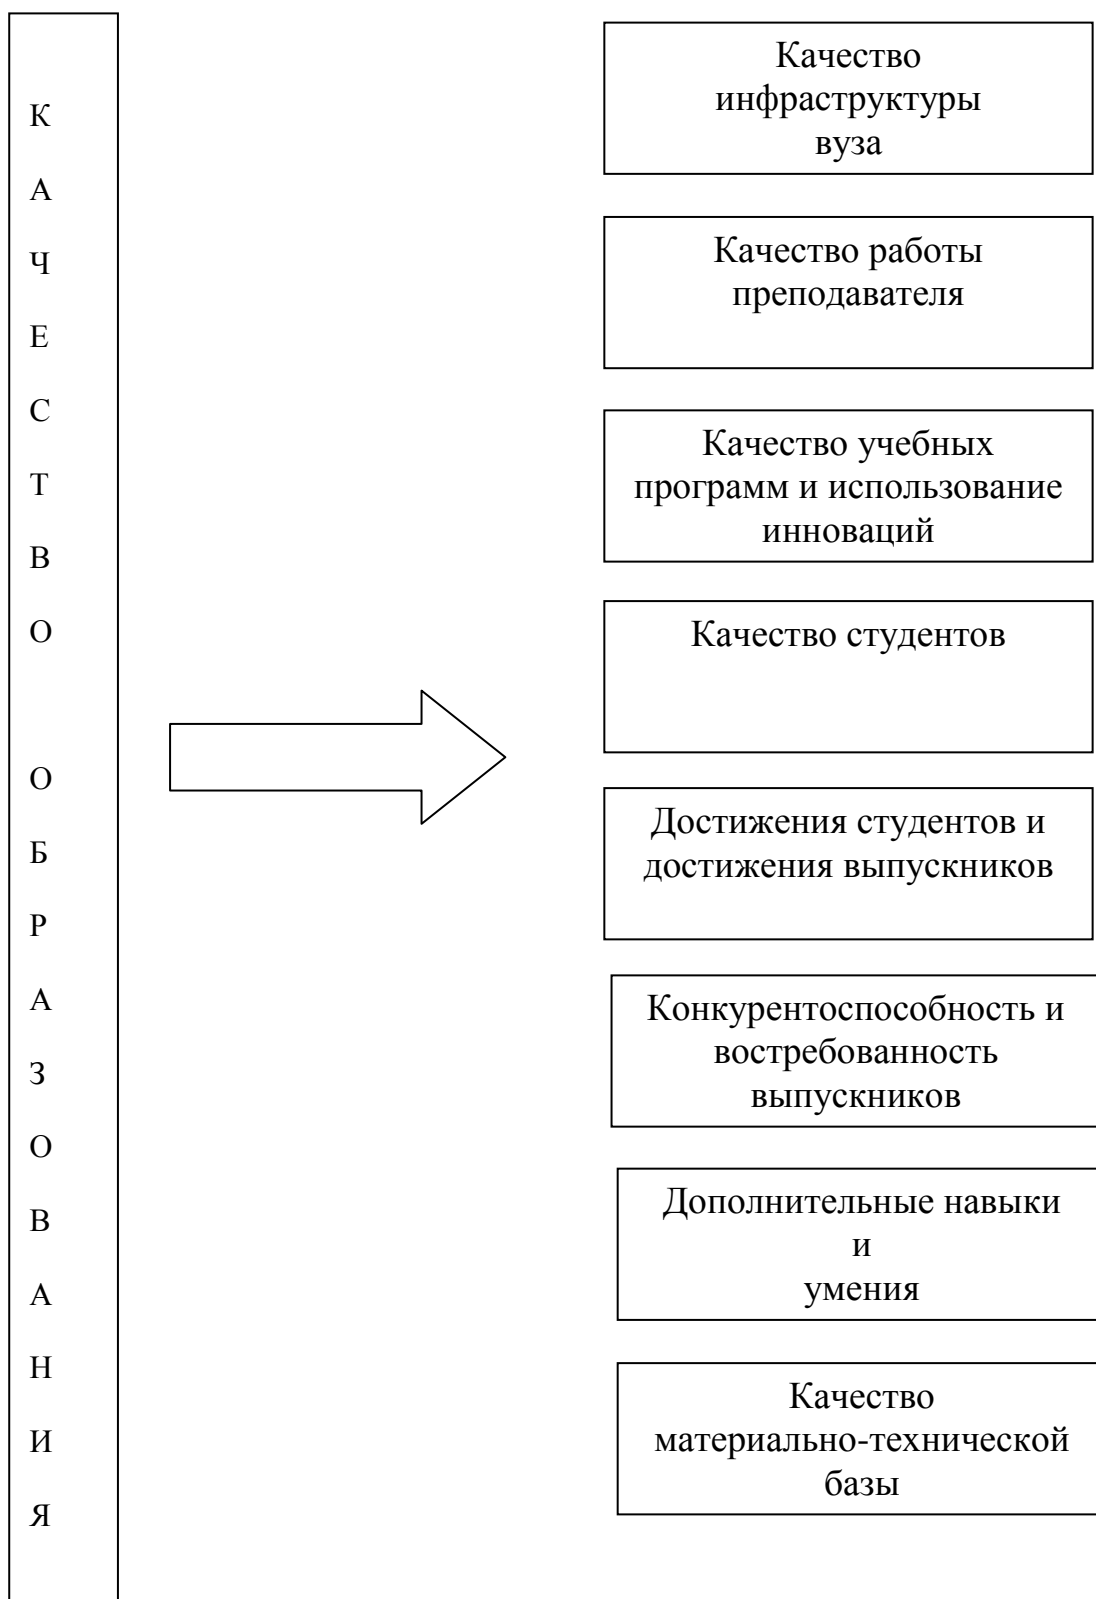 К
А
Ч
Е
С
Т
В
О
О
Б
Р
А
З
О
В
А
Н
И
Я
Качество
инфраструктуры
вуза
Качество работы
преподавателя
Качество учебных
программ и использование
инноваций
Качество студентов
Достижения студентов и
достижения выпускников
Конкурентоспособность и
востребованность
выпускников
Дополнительные навыки
и
умения
Качество
материально-технической
базы